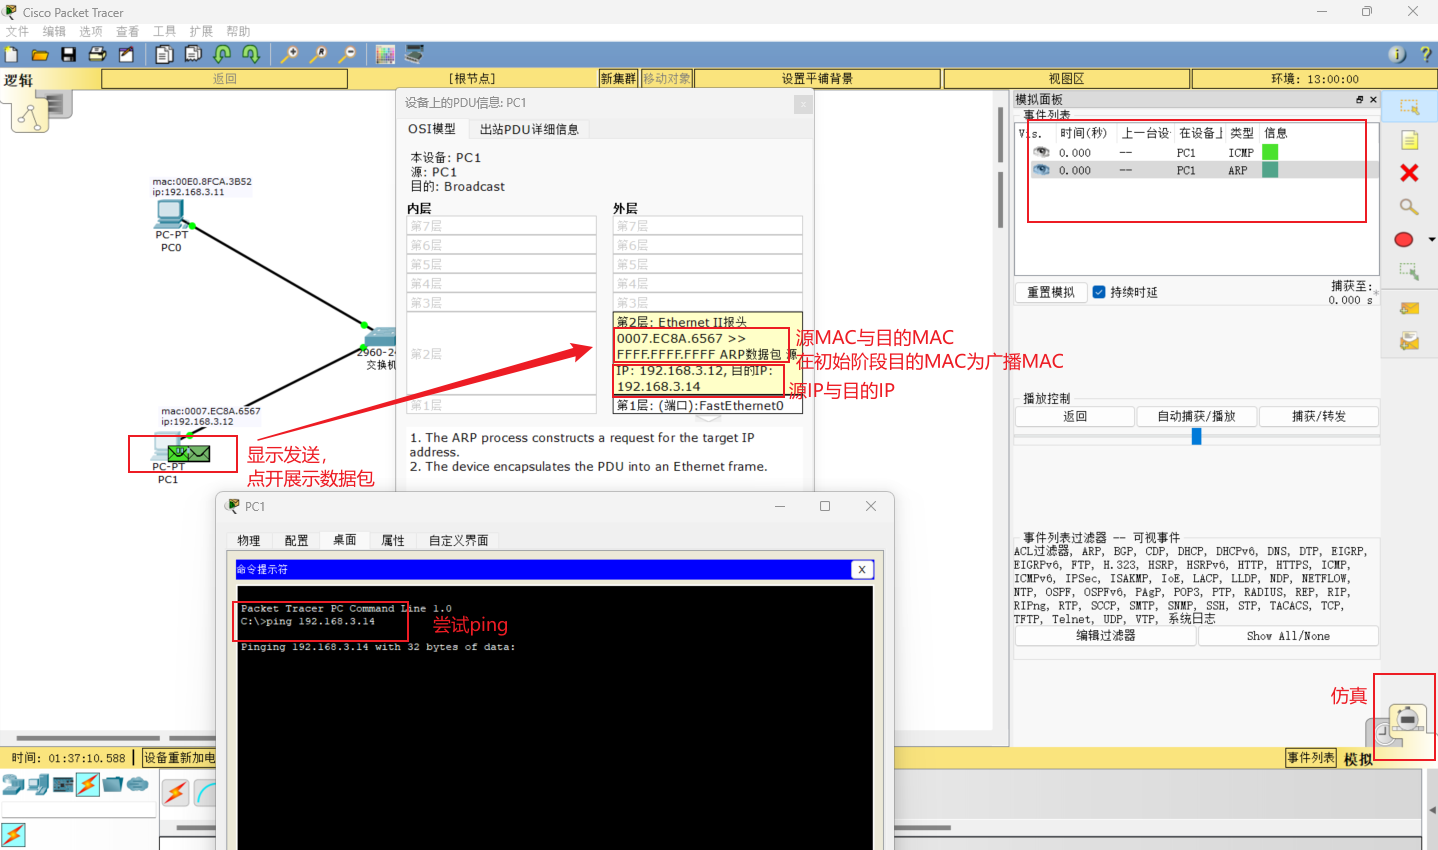 Cisco Packet Tracer
文件 编辑 选项 查看 工具 扩展 帮助
逻辑
返回
[根节点]
新集群
移动对象
设置平铺背景
视图区
环境: 13:00:00
mac:00E0.8FCA.3B52
ip:192.168.3.11
PC-PT
PC0
交换机
mac:0007.EC8A.6567
ip:192.168.3.12
PC-PT
PC1
显示发送，
点开展示数据包
设备上的PDU信息: PC1
OSI模型 出站PDU详细信息
本设备: PC1
源: PC1
目的: Broadcast
内层
第7层
第6层
第5层
第4层
第3层
第2层
第1层
外层
第7层
第6层
第5层
第4层
第3层
第2层: Ethernet II报头
0007.EC8A.6567 >>
FFFF.FFFF.FFFF ARP数据包 源
IP: 192.168.3.12, 目的IP:
192.168.3.14
第1层: (端口):FastEthernet0
源MAC与目的MAC
在初始阶段目的MAC为广播MAC
源IP与目的IP
1. The ARP process constructs a request for the target IP
address.
2. The device encapsulates the PDU into an Ethernet frame.
PC1
物理 配置 桌面 属性 自定义界面
命令提示符
X
Packet Tracer PC Command Line 1.0
C:\>ping 192.168.3.14
尝试ping
Pinging 192.168.3.14 with 32 bytes of data:
模拟面板
事件列表
Vis. 时间(秒) 上一台设 在设备上 类型 信息
0.000 -- PC1 ICMP
0.000 -- PC1 ARP
重置模拟
持续时延
捕获至:
0.000 s
播放控制
返回
自动捕获/播放
捕获/转发
事件列表过滤器 -- 可视事件
ACL过滤器, ARP, BGP, CDP, DHCP, DHCPv6, DNS, DTP, EIGRP,
EIGRPv6, FTP, H.323, HSRP, HSRPv6, HTTP, HTTPS, ICMP,
ICMPv6, IPSec, ISAKMP, IoE, LACP, LLDP, NDP, NETFLOW,
NTP, OSPF, OSPFv6, PAgP, POP3, PTP, RADIUS, REP, RIP,
RIPng, RTP, SCCP, SMTP, SNMP, SSH, STP, TACACS, TCP,
TFTP, Telnet, UDP, VTP, 系统日志
编辑过滤器
Show All/None
仿真
时间: 01:37:10.588
设备重新加电
事件列表
模拟